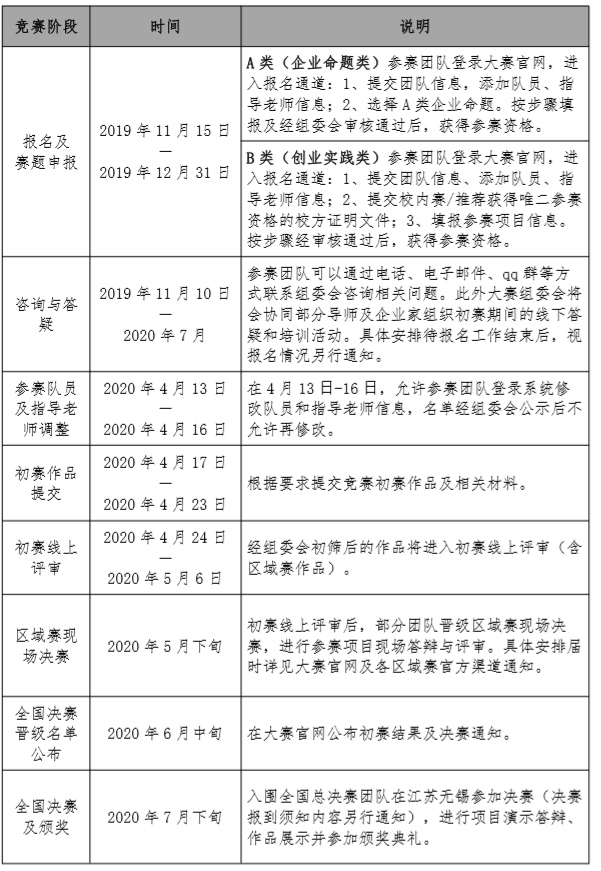 竞赛阶段
时间
说明
报名及
赛题申报
2019 年 11 月 15 日
—
2019 年 12 月 31 日
A 类（企业命题类）参赛团队登录大赛官网，进
入报名通道：1、提交团队信息，添加队员、指
导老师信息；2、选择 A 类企业命题。按步骤填
报及经组委会审核通过后，获得参赛资格。
B 类（创业实践类）参赛团队登录大赛官网，进
入报名通道：1、提交团队信息、添加队员、指
导老师信息；2、提交校内赛/推荐获得唯二参赛
资格的校方证明文件；3、填报参赛项目信息。
按步骤经审核通过后，获得参赛资格。
咨询与答
疑
2019 年 11 月 10 日
—
2020 年 7 月
参赛团队可以通过电话、电子邮件、qq 群等方
式联系组委会咨询相关问题。此外大赛组委会将
会协同部分导师及企业家组织初赛期间的线下答
疑和培训活动。具体安排待报名工作结束后，视
报名情况另行通知。
参赛队员
及指导老
师调整
2020 年 4 月 13 日
—
2020 年 4 月 16 日
在 4 月 13 日-16 日，允许参赛团队登录系统修
改队员和指导老师信息，名单经组委会公示后不
允许再修改。
初赛作品
提交
2020 年 4 月 17 日
—
2020 年 4 月 23 日
根据要求提交竞赛初赛作品及相关材料。
初赛线上
评审
2020 年 4 月 24 日
—
2020 年 5 月 6 日
经组委会初筛后的作品将进入初赛线上评审（含
区域赛作品）。
区域赛现
场决赛
2020 年 5 月下旬
初赛线上评审后，部分团队晋级区域赛现场决
赛，进行参赛项目现场答辩与评审。具体安排届
时详见大赛官网及各区域赛官方渠道通知。
全国决赛
晋级名单
公布
2020 年 6 月中旬
在大赛官网公布初赛结果及决赛通知。
全国决赛
及颁奖
2020 年 7 月下旬
入围全国总决赛团队在江苏无锡参加决赛（决赛
报到须知内容另行通知），进行项目演示答辩、
作品展示并参加颁奖典礼。